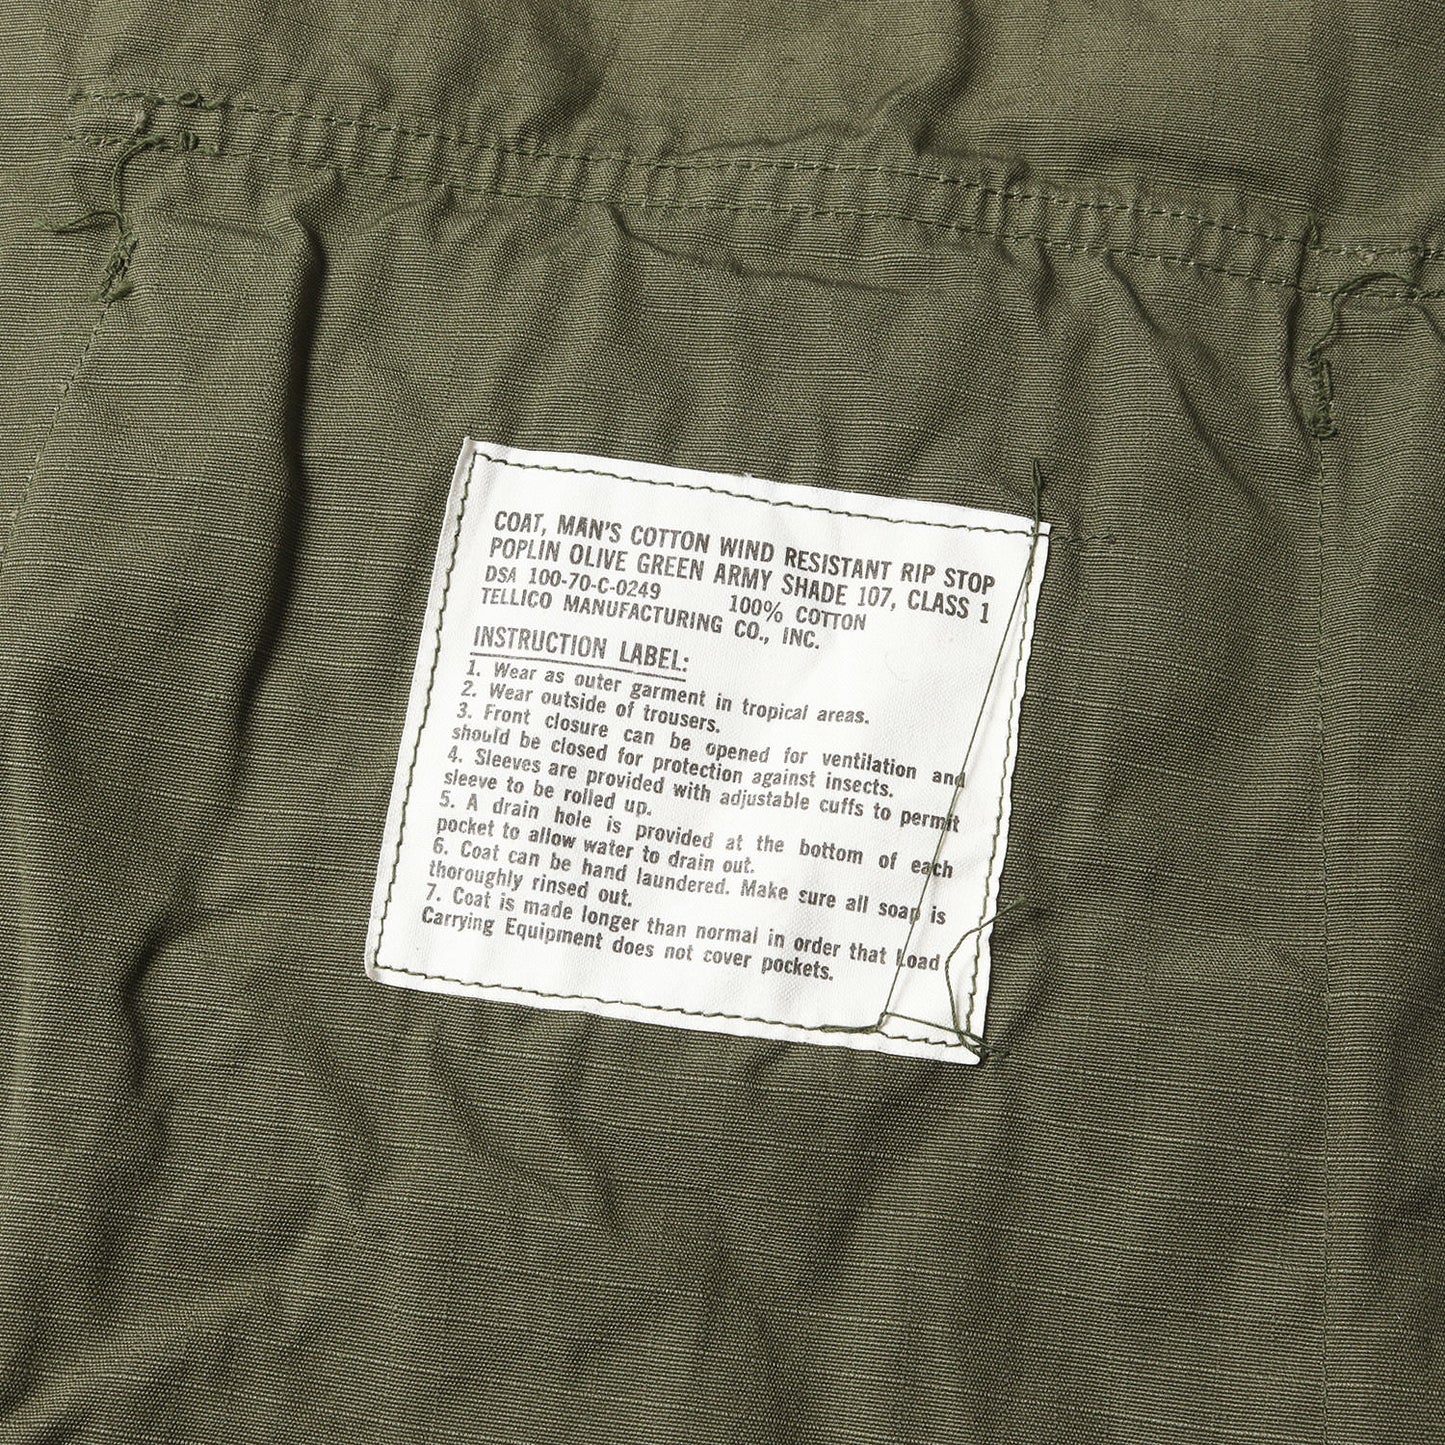 COAT, MAN'S COTTON WIND RESISTANT RIP STOP
POPLIN OLIVE GREEN ARMY SHADE 107, CLASS 1
DSA 100-70-C-0249 100% COTTON
TELLICO MANUFACTURING CO., INC.
INSTRUCTION LABEL:
1. Wear as outer garment in tropical areas.
2. Wear outside of trousers.
3. Front closure can be opened for ventilation and
should be closed for protection against insects.
4. Sleeves are provided with adjustable cuffs to permit
sleeve to be rolled up.
5. A drain hole is provided at the bottom of each
pocket to allow water to drain out.
6. Coat can be hand laundered. Make sure all soap is
thoroughly rinsed out.
7. Coat is made longer than normal in order that Load
Carrying Equipment does not cover pockets.